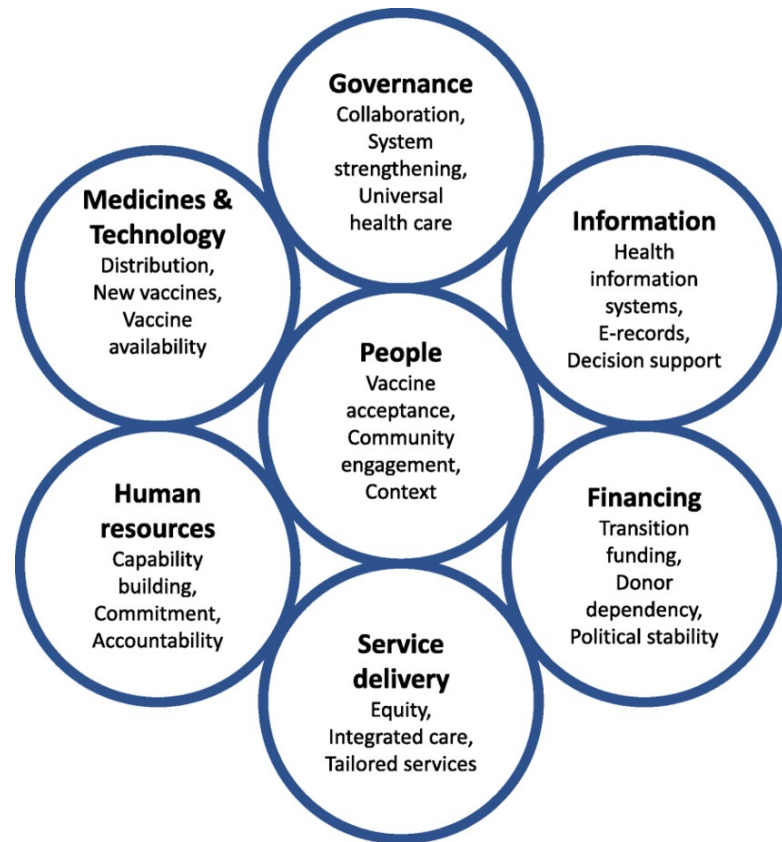 Governance
Collaboration,
System
strengthening,
Universal
health care
Medicines &
Technology
Distribution,
New vaccines,
Vaccine
availability
Information
Health
information
systems,
E-records,
Decision support
People
Vaccine
acceptance,
Community
engagement,
Context
Human
resources
Capability
building,
Commitment,
Accountability
Financing
Transition
funding,
Donor
dependency,
Political stability
Service
delivery
Equity,
Integrated care,
Tailored services